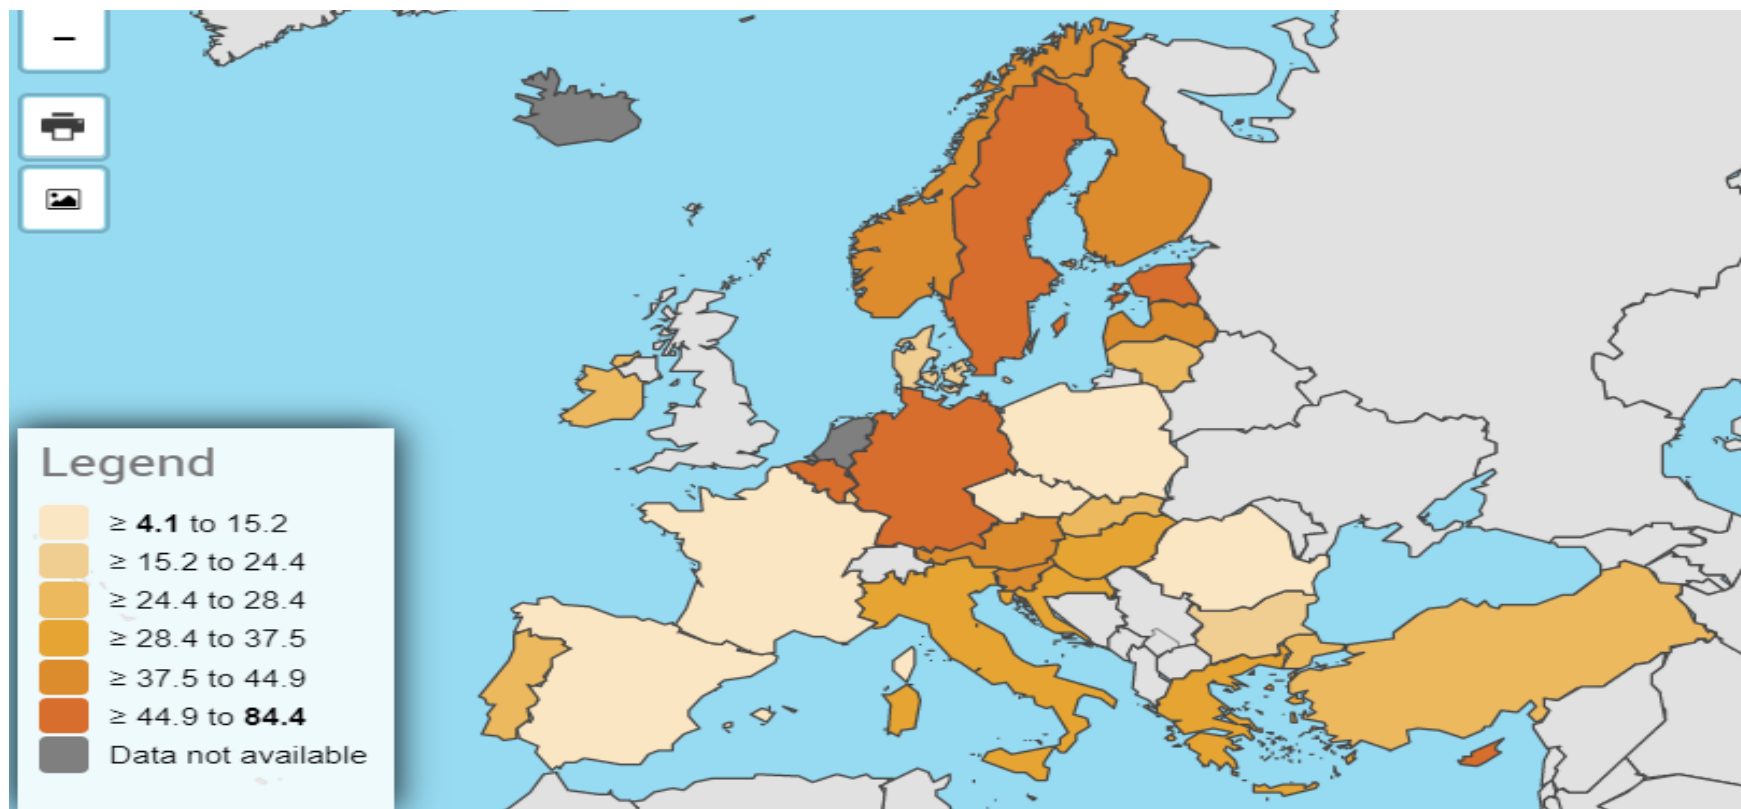 Legend
≥ 4.1 to 15.2
≥ 15.2 to 24.4
≥ 24.4 to 28.4
≥ 28.4 to 37.5
≥ 37.5 to 44.9
≥ 44.9 to 84.4
Data not available